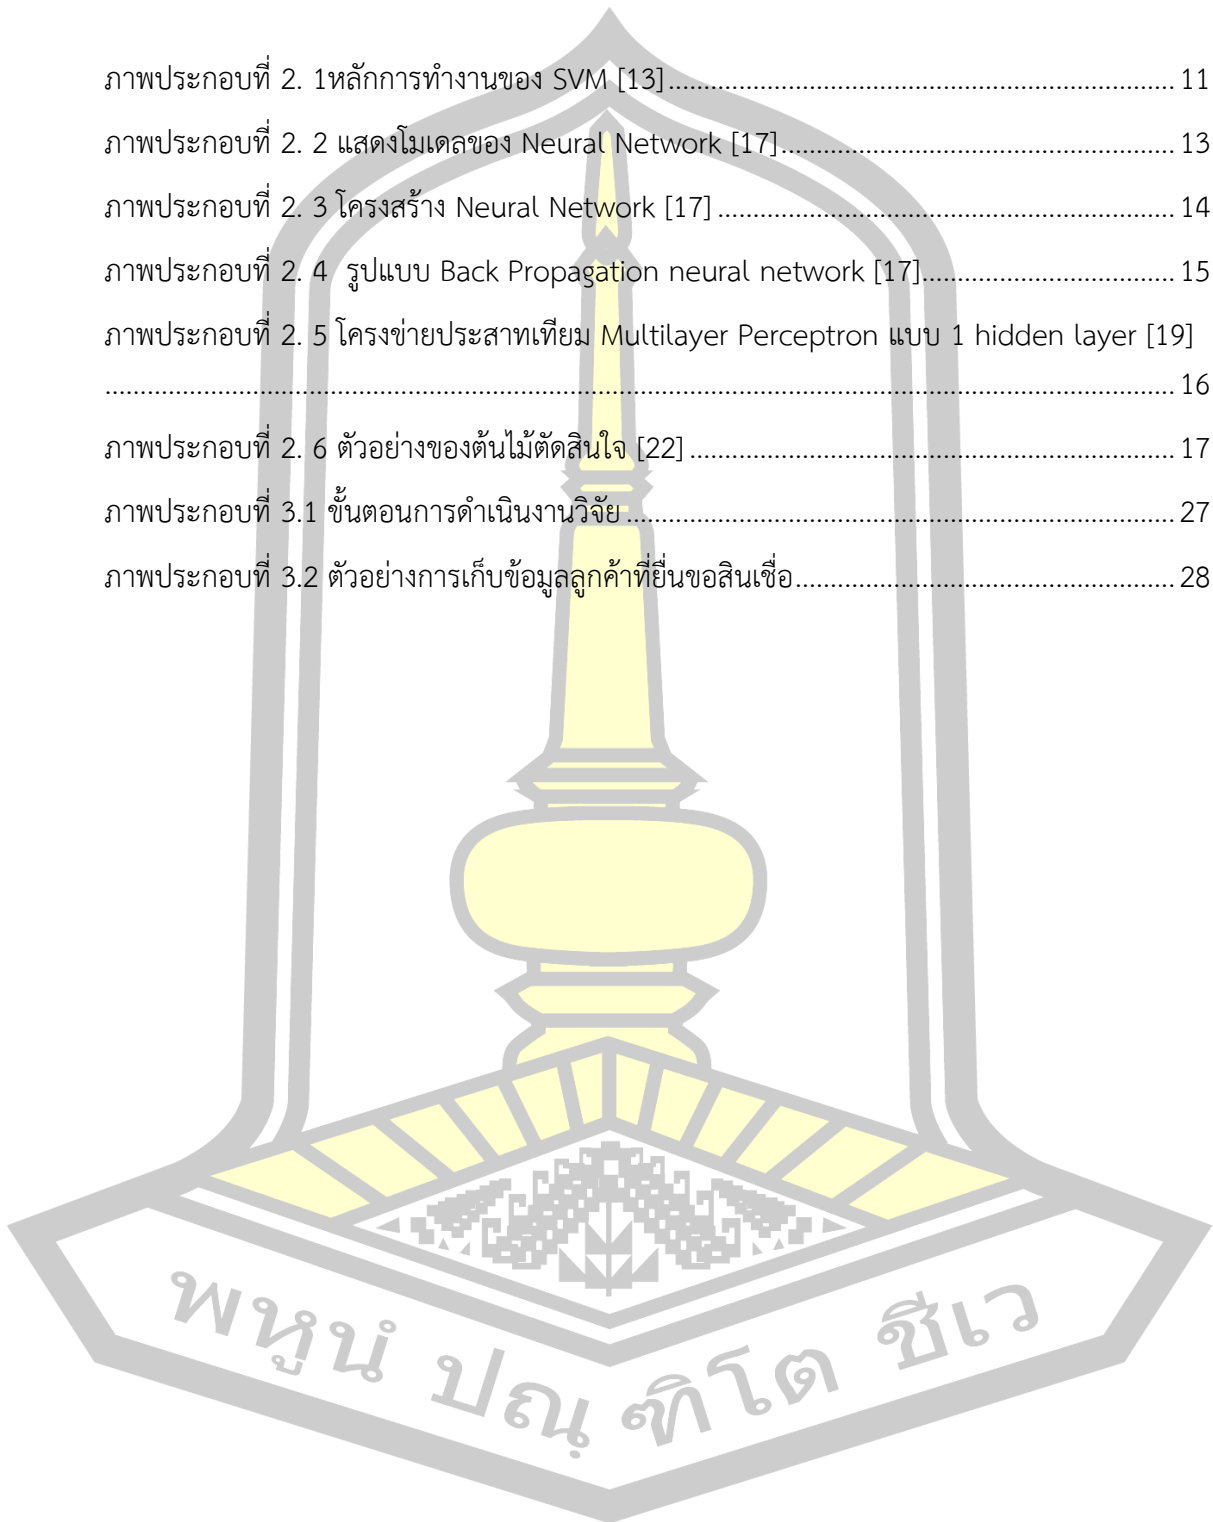 ภาพประกอบที่ 2. 1หลักการทำงานของ SVM [13]........................................................................ 11
ภาพประกอบที่ 2. 2 แสดงโมเดลของ Neural Network [17]........................................................ 13
ภาพประกอบที่ 2. 3 โครงสร้าง Neural Network [17] ................................................................. 14
ภาพประกอบที่ 2. 4  รูปแบบ Back Propagation neural network [17].................................... 15
ภาพประกอบที่ 2. 5 โครงข่ายประสาทเทียม Multilayer Perceptron แบบ 1 hidden layer [19]
......................................................................................................................................................... 16
ภาพประกอบที่ 2. 6 ตัวอย่างของต้นไม้ตัดสินใจ [22] ..................................................................... 17
ภาพประกอบที่ 3.1 ขั้นตอนการดำเนินงานวิจัย .............................................................................. 27
ภาพประกอบที่ 3.2 ตัวอย่างการเก็บข้อมูลลูกค้าที่ยื่นขอสินเชื่อ...................................................... 28
พหูนํ ปณฺฑิโต ชีเว